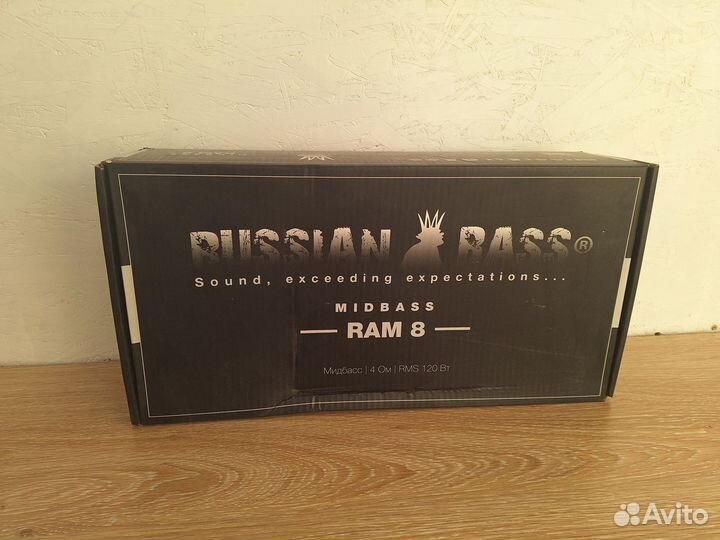 RUSSIAN BASS®
Sound, exceeding expectations...
MIDBASS
RAM 8
Мидбасс | 4 Ом | RMS 120 Вт
Avito